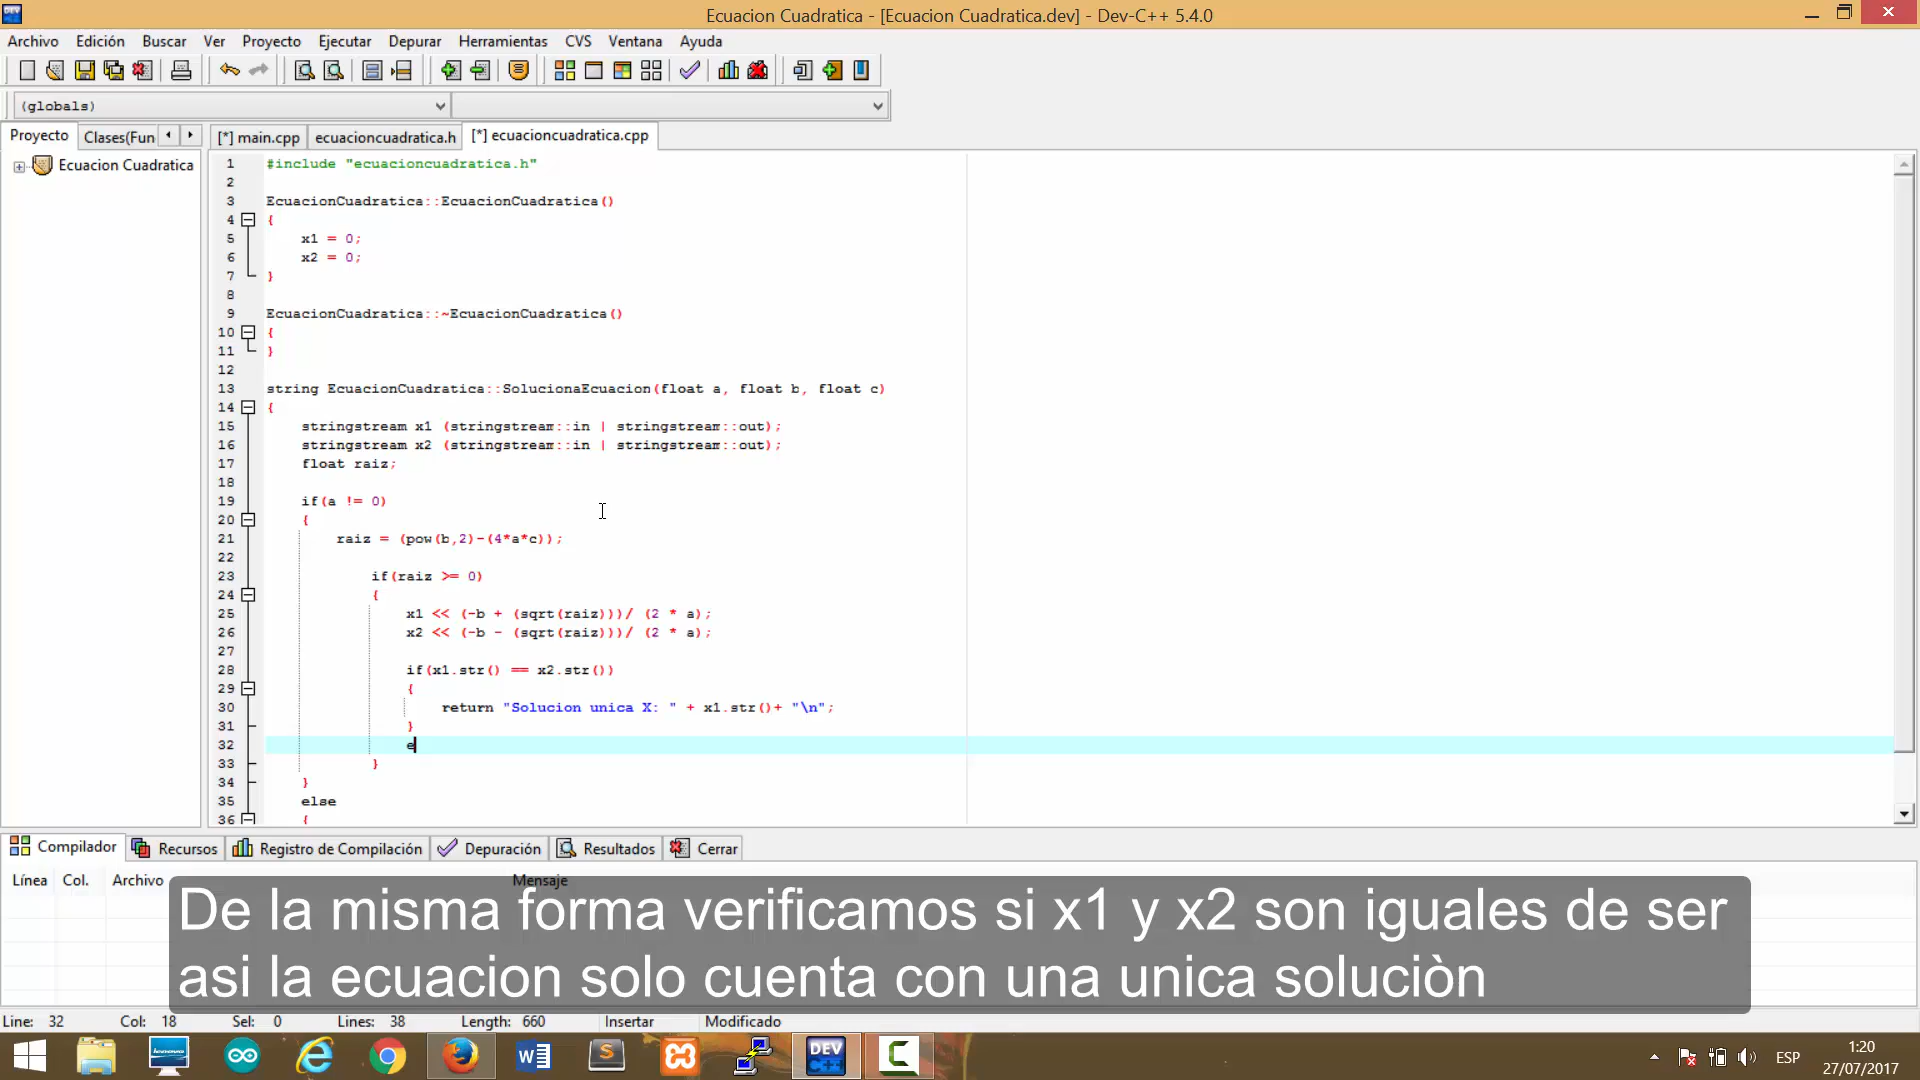 Ecuacion Cuadratica - [Ecuacion Cuadratica.dev] - Dev-C++ 5.4.0
Archivo Edición Buscar Ver Proyecto Ejecutar Depurar Herramientas CVS Ventana Ayuda
(globals)
Proyecto Clases(Fun [*] main.cpp ecuacioncuadratica.h [*] ecuacioncuadratica.cpp
Ecuacion Cuadratica
1 #include "ecuacioncuadratica.h"
2
3 EcuacionCuadratica::EcuacionCuadratica()
4 {
5 x1 = 0;
6 x2 = 0;
7 }
8
9 EcuacionCuadratica::~EcuacionCuadratica()
10 {
11 }
12
13 string EcuacionCuadratica::SolucionaEcuacion(float a, float b, float c)
14 {
15 stringstream x1 (stringstream::in | stringstream::out);
16 stringstream x2 (stringstream::in | stringstream::out);
17 float raiz;
18
19 if(a != 0)
20 {
21 raiz = (pow(b,2)-(4*a*c));
22
23 if(raiz >= 0)
24 {
25 x1 << (-b + (sqrt(raiz)))/ (2 * a);
26 x2 << (-b - (sqrt(raiz)))/ (2 * a);
27
28 if(x1.str() == x2.str())
29 {
30 return "Solucion unica X: " + x1.str()+ "\n";
31 }
32 e
33 }
34 }
35 else
36 {
Compilador Recursos Registro de Compilación Depuración Resultados Cerrar
Línea Col. Archivo Mensaje
De la misma forma verificamos si x1 y x2 son iguales de ser
asi la ecuacion solo cuenta con una unica soluciòn
Line: 32 Col: 18 Sel: 0 Lines: 38 Length: 660 Insertar Modificado
lenovo
W
S
DEV
C++
C
ESP
1:20
27/07/2017